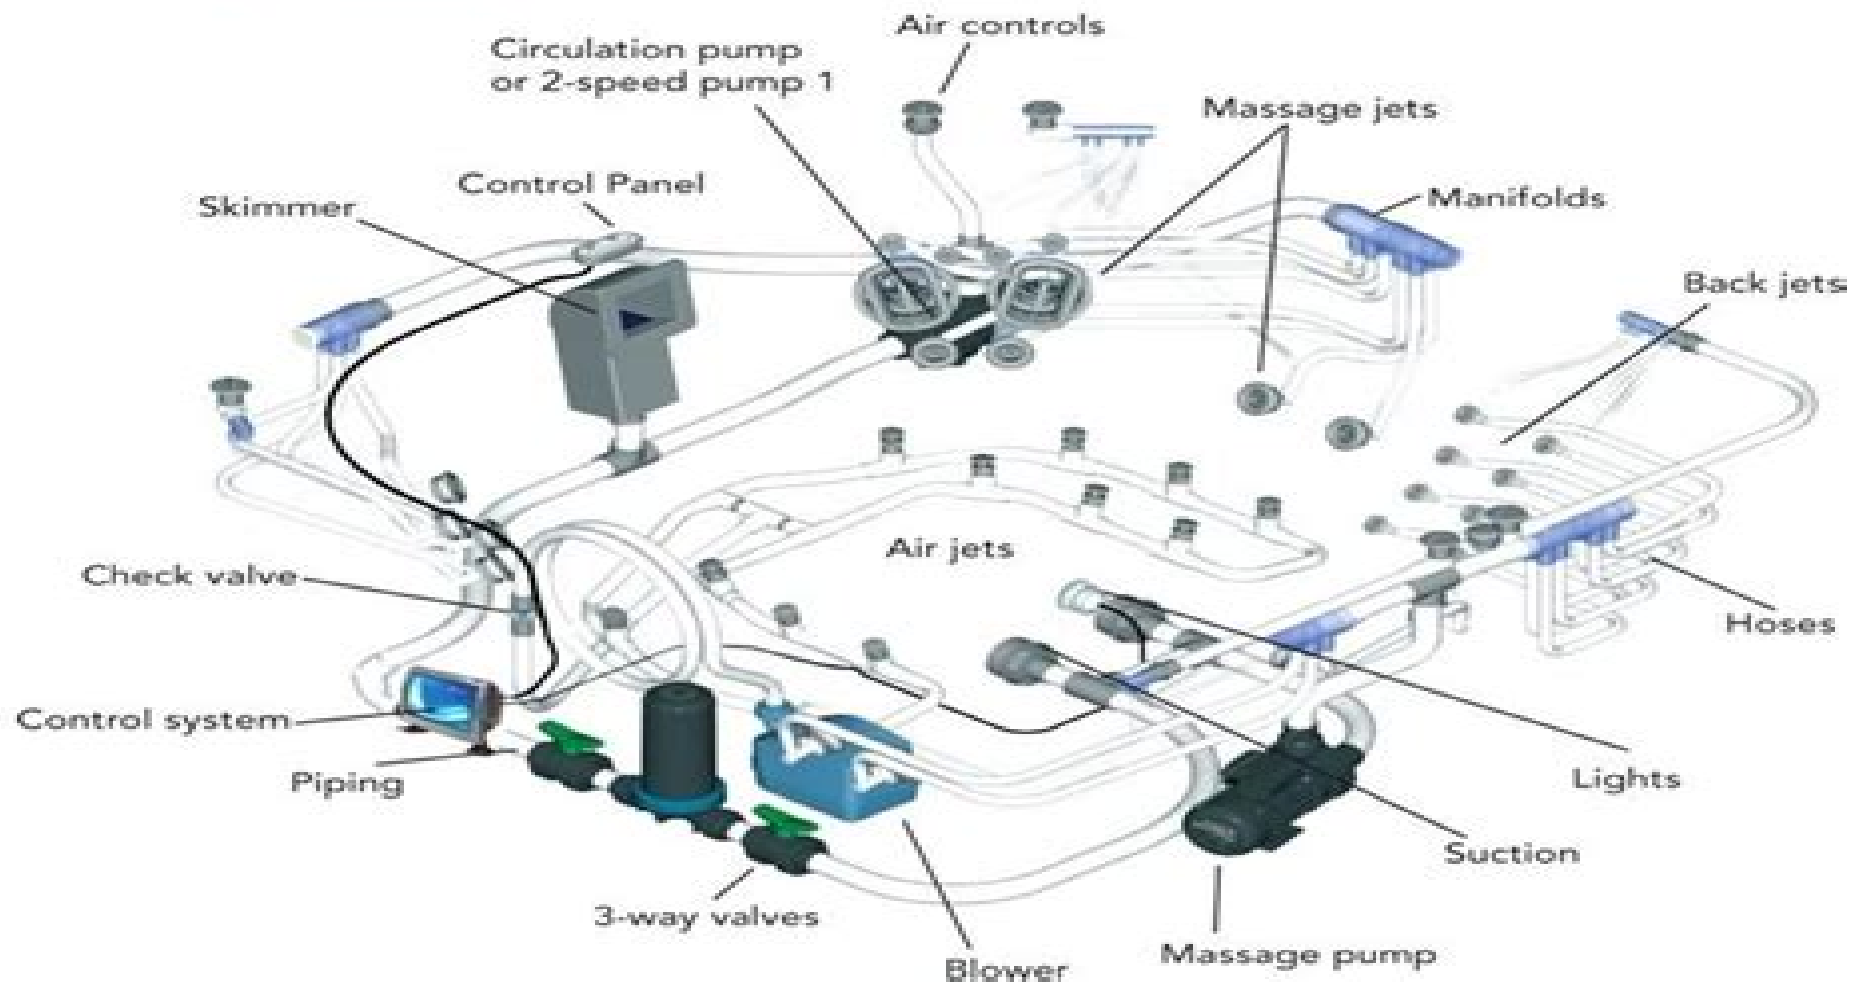 Air controls
Circulation pump
or 2-speed pump 1
Massage jets
Control Panel
Skimmer
Manifolds
Back jets
Air jets
Check valve
Hoses
Control system
Piping
Lights
Suction
3-way valves
Massage pump
Blower